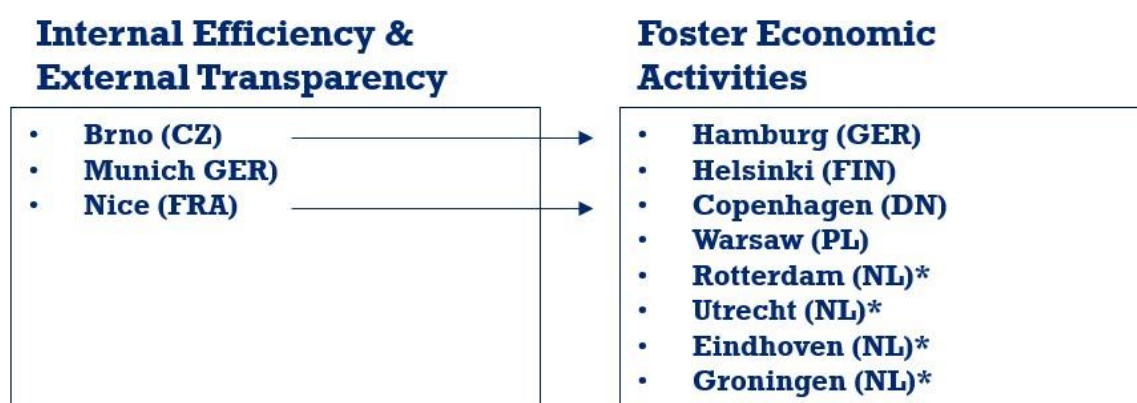 Internal Efficiency &
External Transparency
• Brno (CZ)
• Munich GER)
• Nice (FRA)
Foster Economic
Activities
• Hamburg (GER)
• Helsinki (FIN)
• Copenhagen (DN)
• Warsaw (PL)
• Rotterdam (NL)*
• Utrecht (NL)*
• Eindhoven (NL)*
• Groningen (NL)*